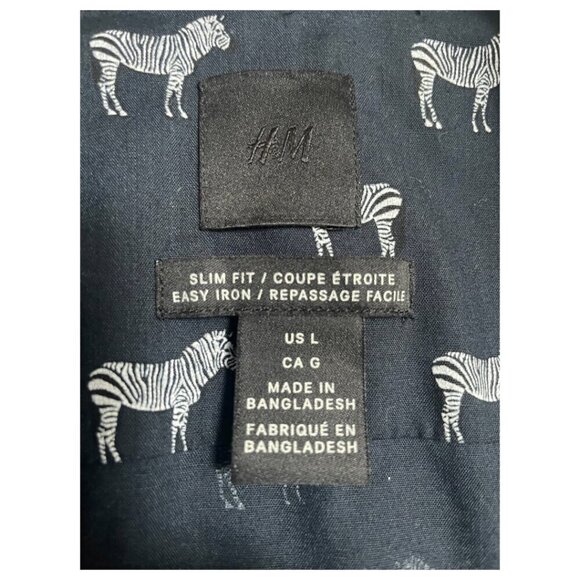 H&M
SLIM FIT / COUPE ÉTROITE
EASY IRON / REPASSAGE FACILE
US L
CA G
MADE IN
BANGLADESH
FABRIQUÉ EN
BANGLADESH